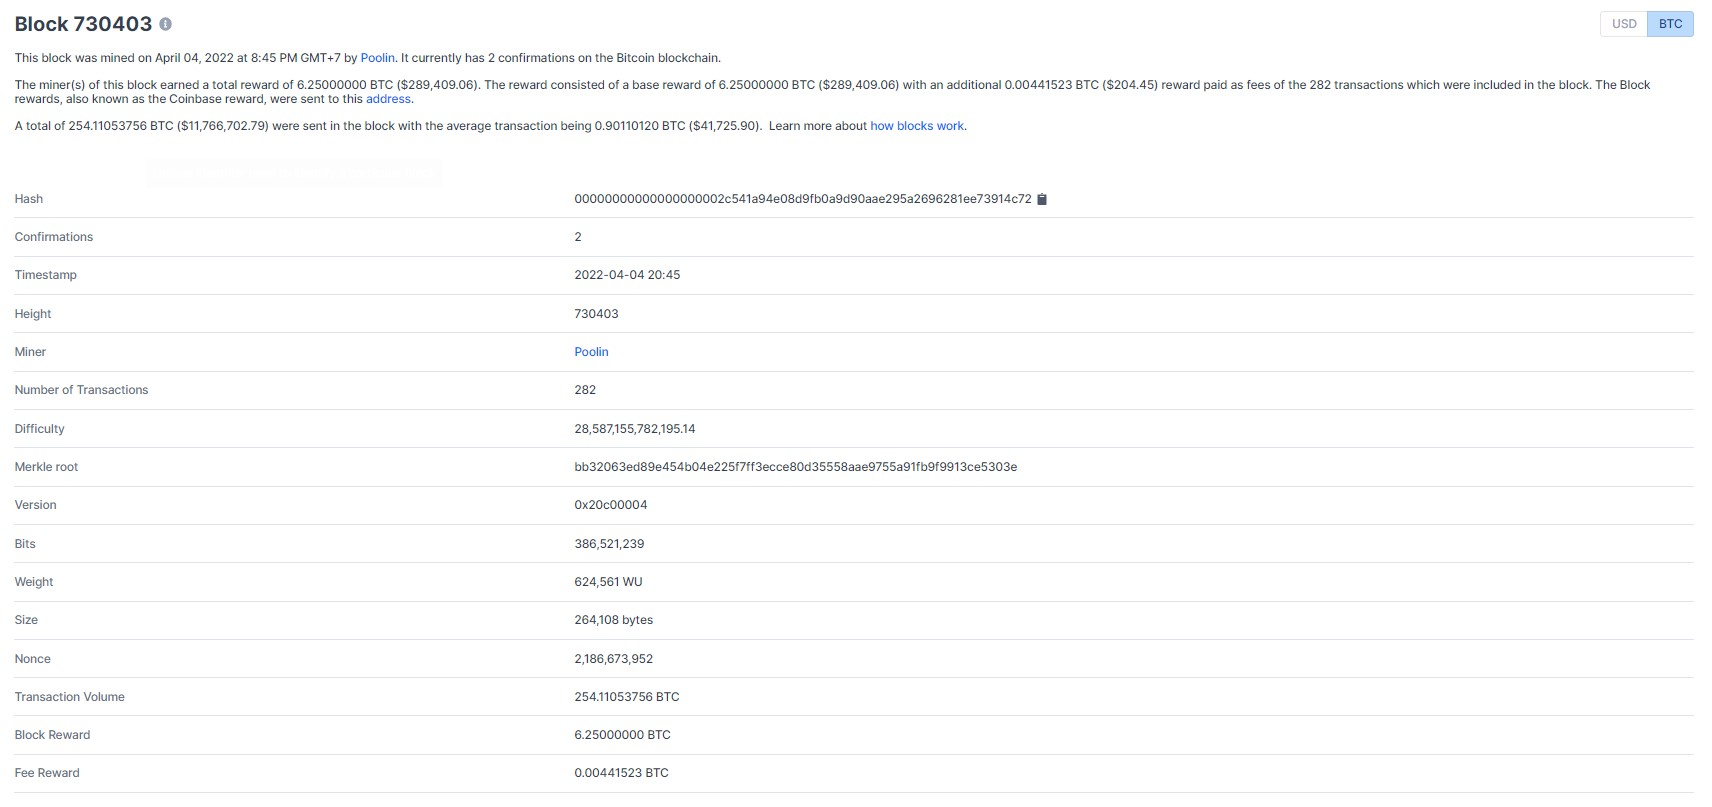 Block 730403
USD BTC
This block was mined on April 04, 2022 at 8:45 PM GMT+7 by Poolin. It currently has 2 confirmations on the Bitcoin blockchain.
The miner(s) of this block earned a total reward of 6.25000000 BTC ($289,409.06). The reward consisted of a base reward of 6.25000000 BTC ($289,409.06) with an additional 0.00441523 BTC ($204.45) reward paid as fees of the 282 transactions which were included in the block. The Block
rewards, also known as the Coinbase reward, were sent to this address.
A total of 254.11053756 BTC ($11,766,702.79) were sent in the block with the average transaction being 0.90110120 BTC ($41,725.90).  Learn more about how blocks work.
Hash 00000000000000000002c541a94e08d9fb0a9d90aae295a2696281ee73914c72
Confirmations 2
Timestamp 2022-04-04 20:45
Height 730403
Miner Poolin
Number of Transactions 282
Difficulty 28,587,155,782,195.14
Merkle root bb32063ed89e454b04e225f7ff3ecce80d35558aae9755a91fb9f9913ce5303e
Version 0x20c00004
Bits 386,521,239
Weight 624,561 WU
Size 264,108 bytes
Nonce 2,186,673,952
Transaction Volume 254.11053756 BTC
Block Reward 6.25000000 BTC
Fee Reward 0.00441523 BTC